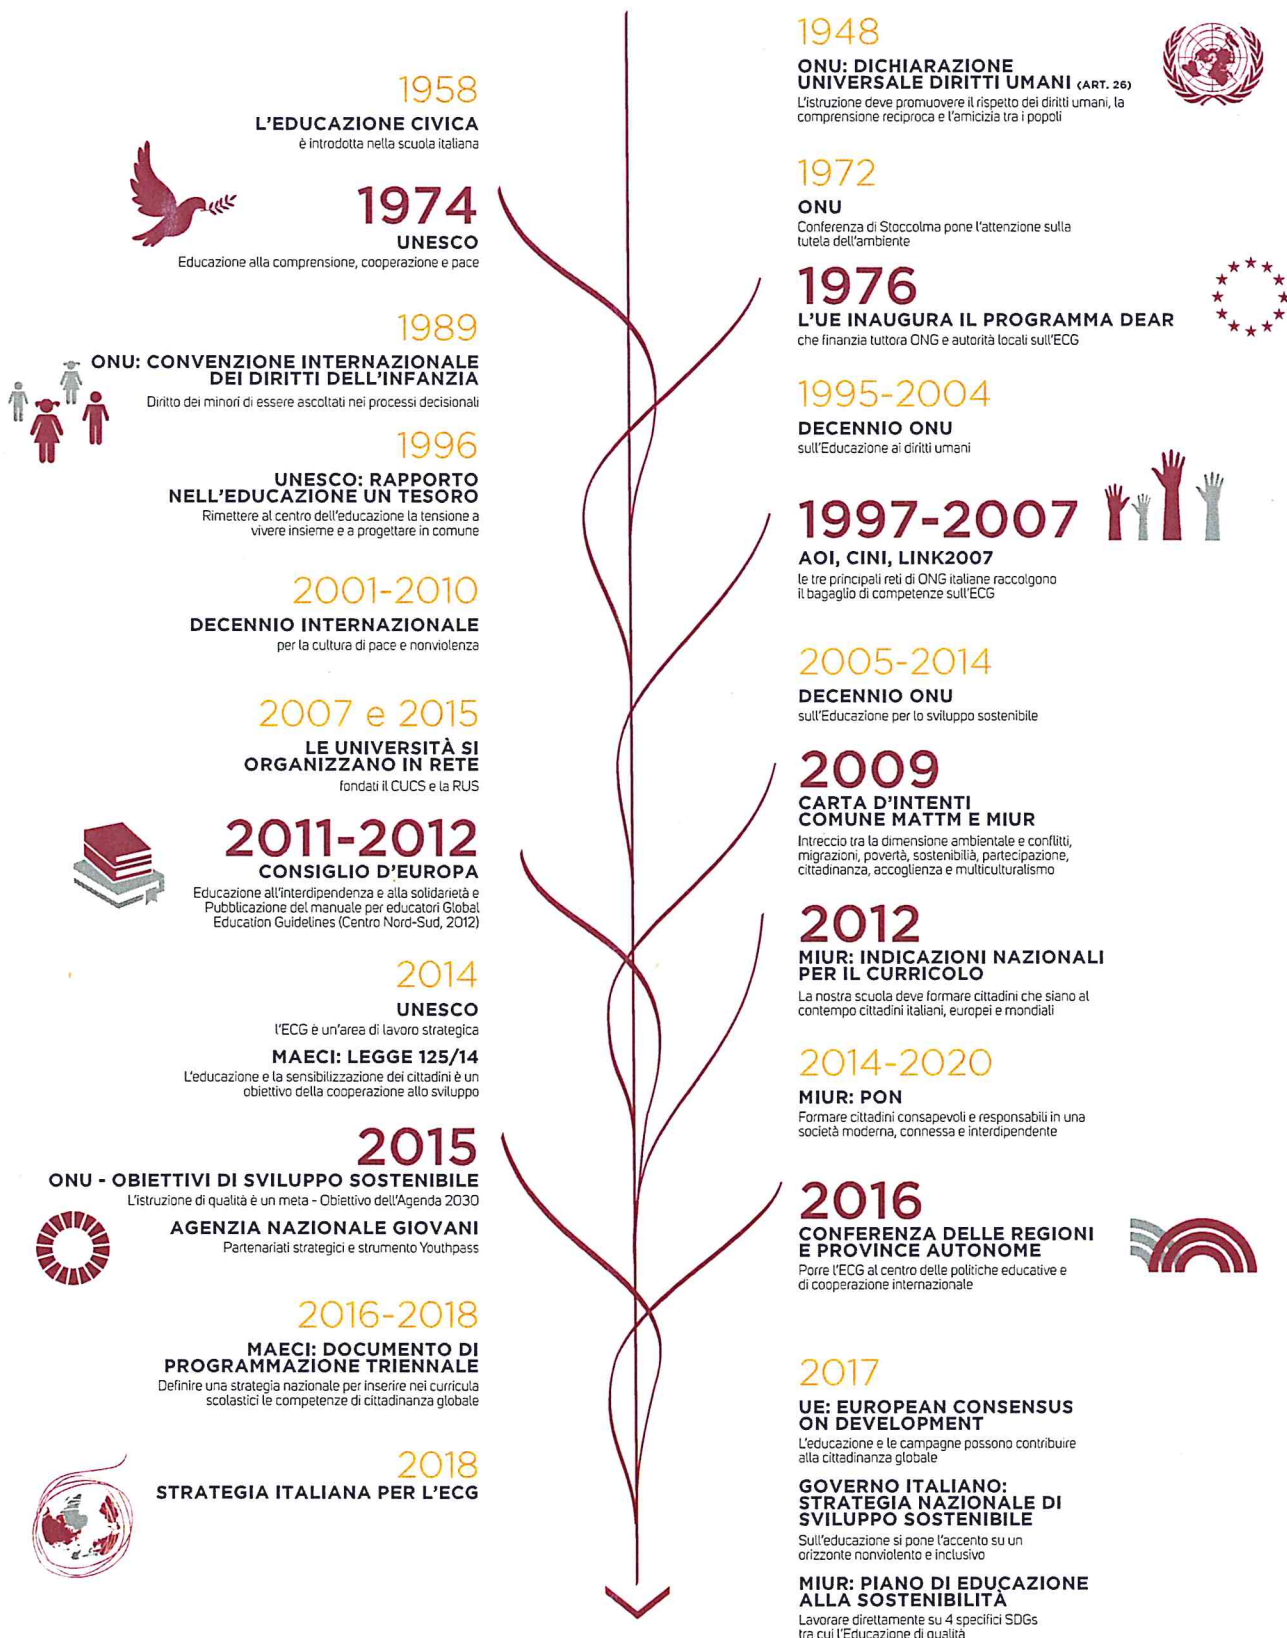 1948
ONU: DICHIARAZIONE
UNIVERSALE DIRITTI UMANI (ART. 26)
L'istruzione deve promuovere il rispetto dei diritti umani, la
comprensione reciproca e l'amicizia tra i popoli
1958
L'EDUCAZIONE CIVICA
è introdotta nella scuola italiana
1972
ONU
Conferenza di Stoccolma pone l'attenzione sulla
tutela dell'ambiente
1974
UNESCO
Educazione alla comprensione, cooperazione e pace
1976
L'UE INAUGURA IL PROGRAMMA DEAR
che finanzia tuttora ONG e autorità locali sull'ECG
1989
ONU: CONVENZIONE INTERNAZIONALE
DEI DIRITTI DELL'INFANZIA
Diritto dei minori di essere ascoltati nei processi decisionali
1995-2004
DECENNIO ONU
sull'Educazione ai diritti umani
1996
UNESCO: RAPPORTO
NELL'EDUCAZIONE UN TESORO
Rimettere al centro dell'educazione la tensione a
vivere insieme e a progettare in comune
1997-2007
AOI, CINI, LINK2007
le tre principali reti di ONG italiane raccolgono
il bagaglio di competenze sull'ECG
2001-2010
DECENNIO INTERNAZIONALE
per la cultura di pace e nonviolenza
2005-2014
DECENNIO ONU
sull'Educazione per lo sviluppo sostenibile
2007 e 2015
LE UNIVERSITÀ SI
ORGANIZZANO IN RETE
fondati il CUCS e la RUS
2009
CARTA D'INTENTI
COMUNE MATTM E MIUR
Intreccio tra la dimensione ambientale e conflitti,
migrazioni, povertà, sostenibilià, partecipazione,
cittadinanza, accoglienza e multiculturalismo
2011-2012
CONSIGLIO D'EUROPA
Educazione all'interdipendenza e alla solidarietà e
Pubblicazione del manuale per educatori Global
Education Guidelines (Centro Nord-Sud, 2012)
2012
MIUR: INDICAZIONI NAZIONALI
PER IL CURRICOLO
La nostra scuola deve formare cittadini che siano al
contempo cittadini italiani, europei e mondiali
2014
UNESCO
l'ECG è un'area di lavoro strategica
MAECI: LEGGE 125/14
L'educazione e la sensibilizzazione dei cittadini è un
obiettivo della cooperazione allo sviluppo
2014-2020
MIUR: PON
Formare cittadini consapevoli e responsabili in una
società moderna, connessa e interdipendente
2015
ONU - OBIETTIVI DI SVILUPPO SOSTENIBILE
L'istruzione di qualità è un meta - Obiettivo dell'Agenda 2030
AGENZIA NAZIONALE GIOVANI
Partenariati strategici e strumento Youthpass
2016
CONFERENZA DELLE REGIONI
E PROVINCE AUTONOME
Porre l'ECG al centro delle politiche educative e
di cooperazione internazionale
2016-2018
MAECI: DOCUMENTO DI
PROGRAMMAZIONE TRIENNALE
Definire una strategia nazionale per inserire nei curricula
scolastici le competenze di cittadinanza globale
2017
UE: EUROPEAN CONSENSUS
ON DEVELOPMENT
L'educazione e le campagne possono contribuire
alla cittadinanza globale
GOVERNO ITALIANO:
STRATEGIA NAZIONALE DI
SVILUPPO SOSTENIBILE
Sull'educazione si pone l'accento su un
orizzonte nonviolento e inclusivo
MIUR: PIANO DI EDUCAZIONE
ALLA SOSTENIBILITÀ
Lavorare direttamente su 4 specifici SDGs
tra cui l'Educazione di qualità
2018
STRATEGIA ITALIANA PER L'ECG